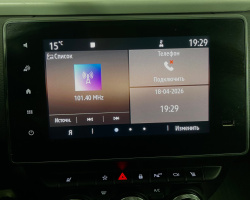 15°C
19:29
Список
Телефон
101.40 MHz
Подключить
18-04-2026
19:29
Источ.
Я
Изменить